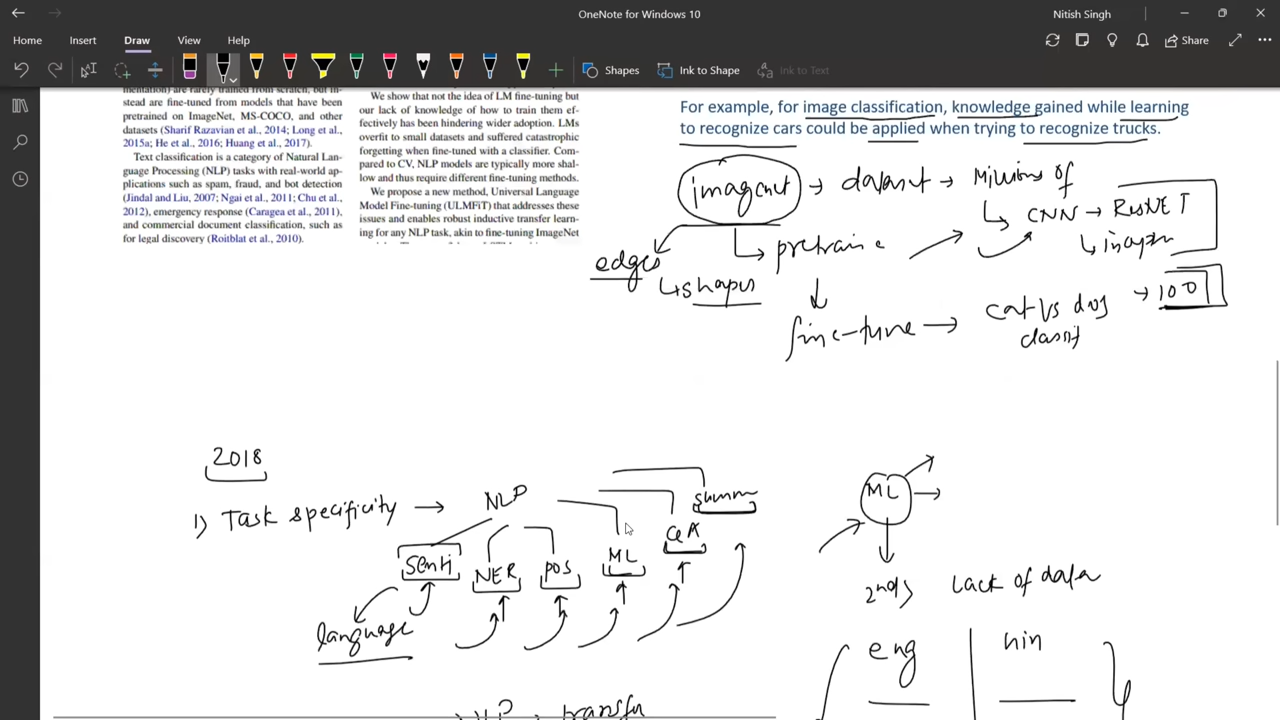 OneNote for Windows 10
Nitish Singh
Home Insert Draw View Help
Share
Shapes
Ink to Shape
Ink to Text
mentation) are rarely trained from scratch, but in-
stead are fine-tuned from models that have been
pretrained on ImageNet, MS-COCO, and other
datasets (Sharif Razavian et al., 2014; Long et al.,
2015a; He et al., 2016; Huang et al., 2017).
Text classification is a category of Natural Lan-
guage Processing (NLP) tasks with real-world ap-
plications such as spam, fraud, and bot detection
(Jindal and Liu, 2007; Ngai et al., 2011; Chu et al.,
2012), emergency response (Caragea et al., 2011),
and commercial document classification, such as
for legal discovery (Roitblat et al., 2010).
We show that not the idea of LM fine-tuning but
our lack of knowledge of how to train them ef-
fectively has been hindering wider adoption. LMs
overfit to small datasets and suffered catastrophic
forgetting when fine-tuned with a classifier. Com-
pared to CV, NLP models are typically more shal-
low and thus require different fine-tuning methods.
We propose a new method, Universal Language
Model Fine-tuning (ULMFiT) that addresses these
issues and enables robust inductive transfer learn-
ing for any NLP task, akin to fine-tuning ImageNet
For example, for image classification, knowledge gained while learning
to recognize cars could be applied when trying to recognize trucks.
imagenet → dataset → Millions of
CNN → ResNET
edges
shapes
pretraine
fine-tune → cat vs dog → 100
classif
2018
1) Task specificity → NLP
summ
Q&A
ML
POS
NER
Senti
language
ML
2nd> Lack of data
eng hin